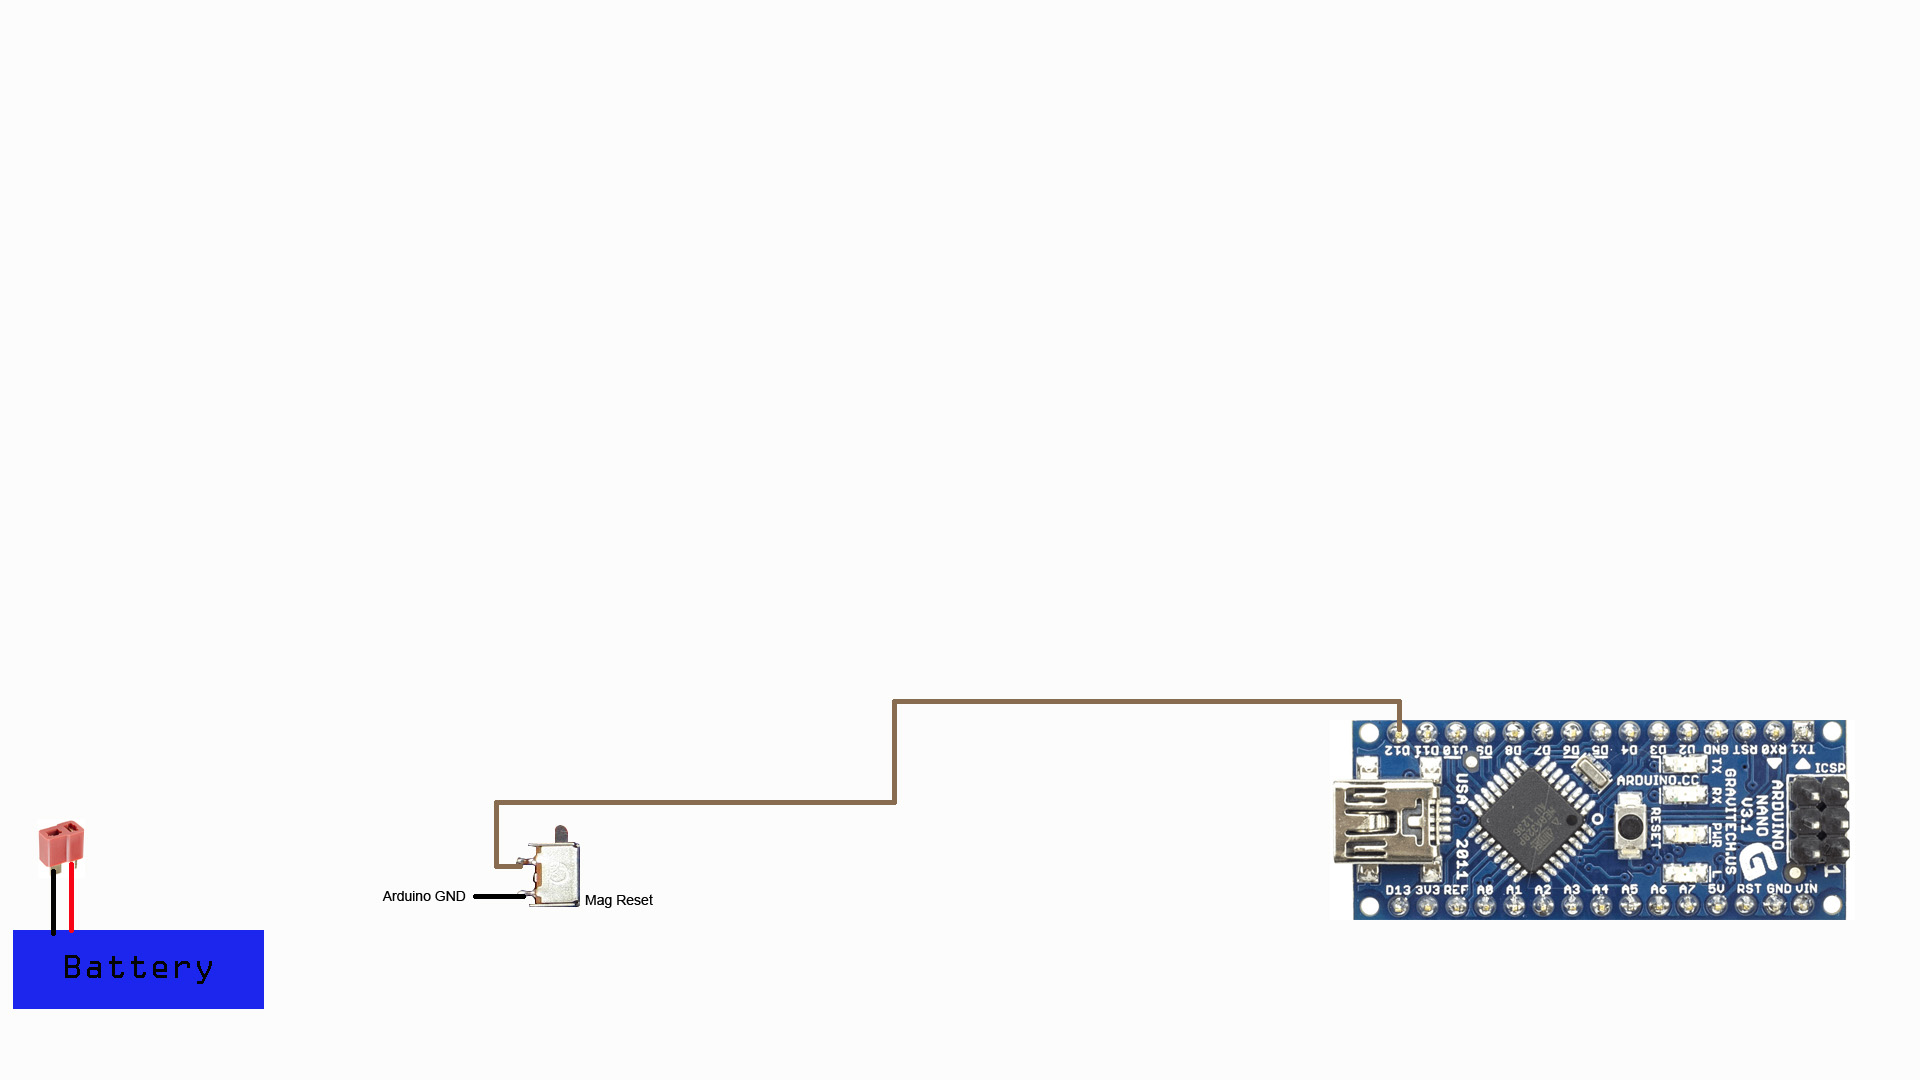 D12 D11 D10 D9 D8 D7 D6 D5 D4 D3 D2 GND RST RX0 TX1
TX
ICSP
ARDUINO.CC
RX
USA
2011
RESET
PWR
L
GRAVITECH.US
ARDUINO
NANO
V3.1
1
D13 3V3 REF A0 A1 A2 A3 A4 A5 A6 A7 5V RST GND VIN
Arduino GND
Mag Reset
Battery